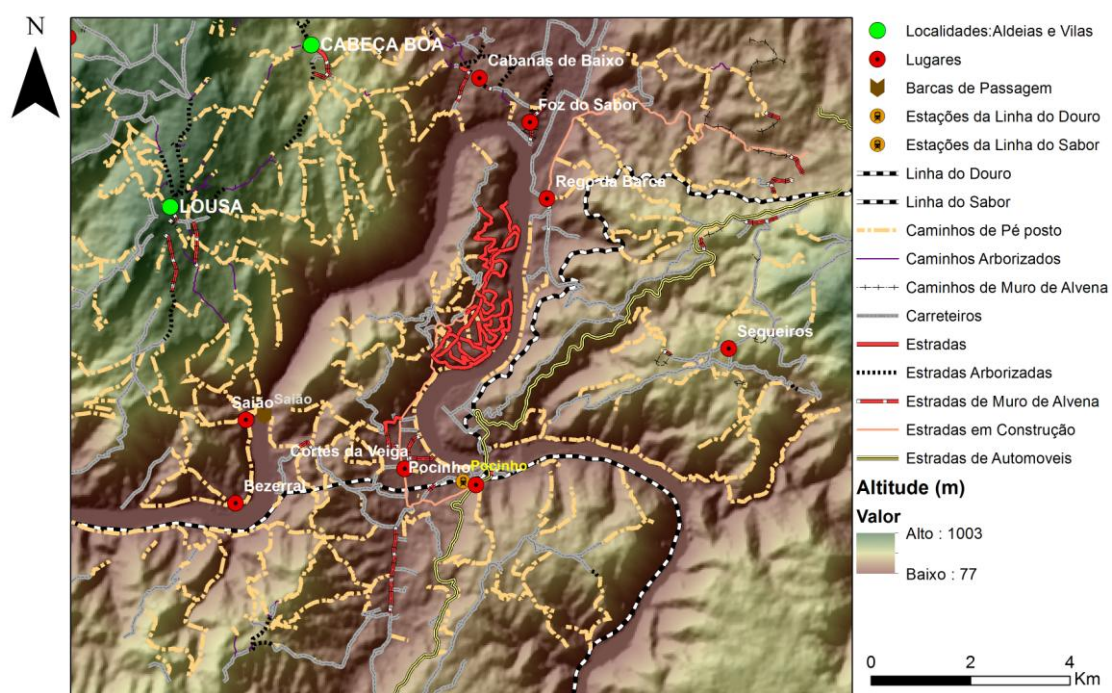 N
CABEÇA BOA
Cabanas de Baixo
Foz do Sabor
Rego da Barca
LOUSA
Sequeiros
Saião Saião
Cortes da Veiga
Pocinho Pocinho
Bezerral
Localidades:Aldeias e Vilas
Lugares
Barcas de Passagem
Estações da Linha do Douro
Estações da Linha do Sabor
Linha do Douro
Linha do Sabor
Caminhos de Pé posto
Caminhos Arborizados
Caminhos de Muro de Alvena
Carreteiros
Estradas
Estradas Arborizadas
Estradas de Muro de Alvena
Estradas em Construção
Estradas de Automoveis
Altitude (m)
Valor
Alto : 1003
Baixo : 77
0 2 4
Km